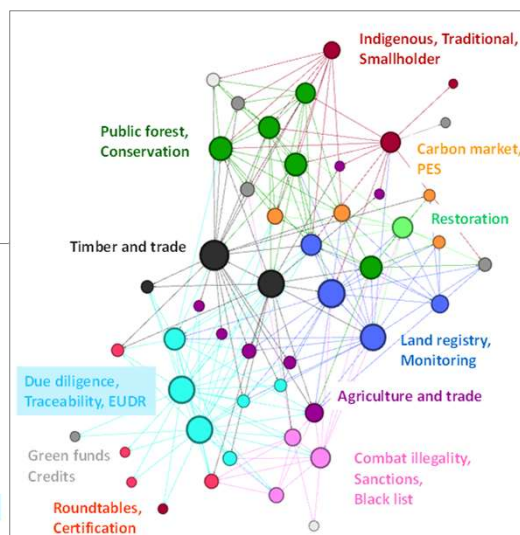 Indigenous, Traditional,
Smallholder
Public forest,
Conservation
Carbon market,
PES
Restoration
Timber and trade
Land registry,
Monitoring
Due diligence,
Traceability, EUDR
Agriculture and trade
Green funds
Credits
Combat illegality,
Sanctions,
Black list
Roundtables,
Certification